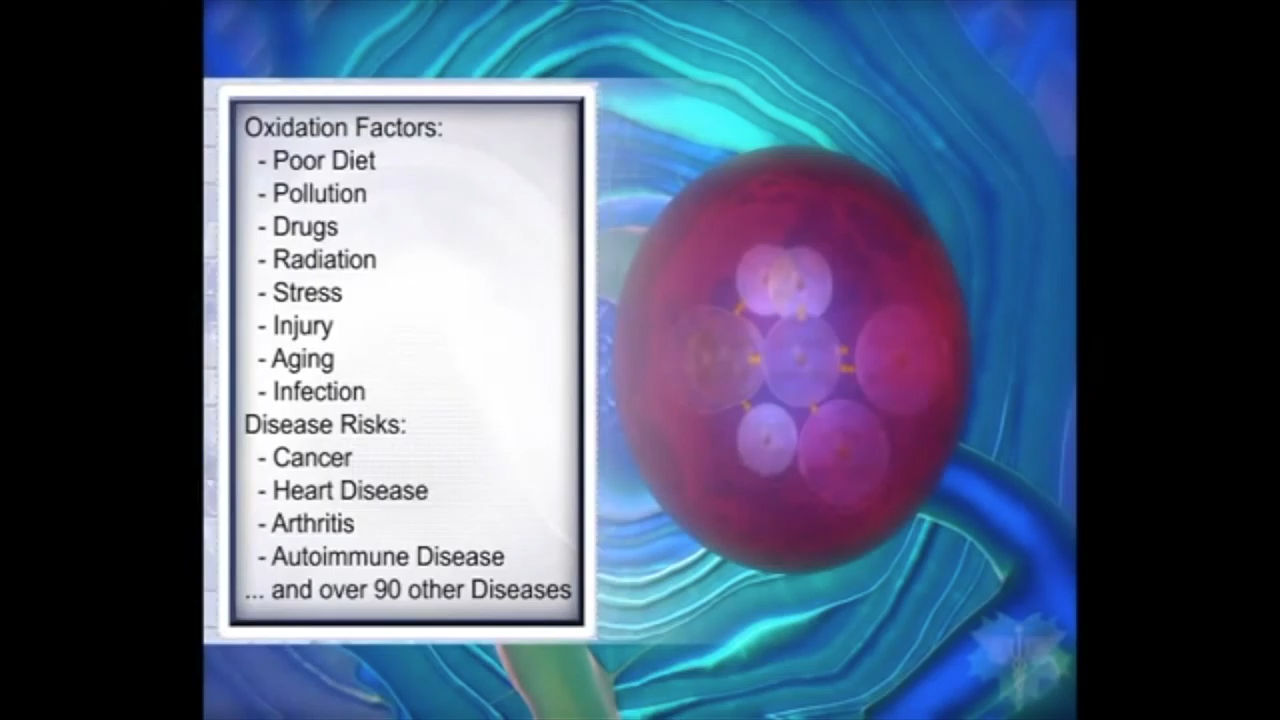 Oxidation Factors:
- Poor Diet
- Pollution
- Drugs
- Radiation
- Stress
- Injury
- Aging
- Infection
Disease Risks:
- Cancer
- Heart Disease
- Arthritis
- Autoimmune Disease
... and over 90 other Diseases